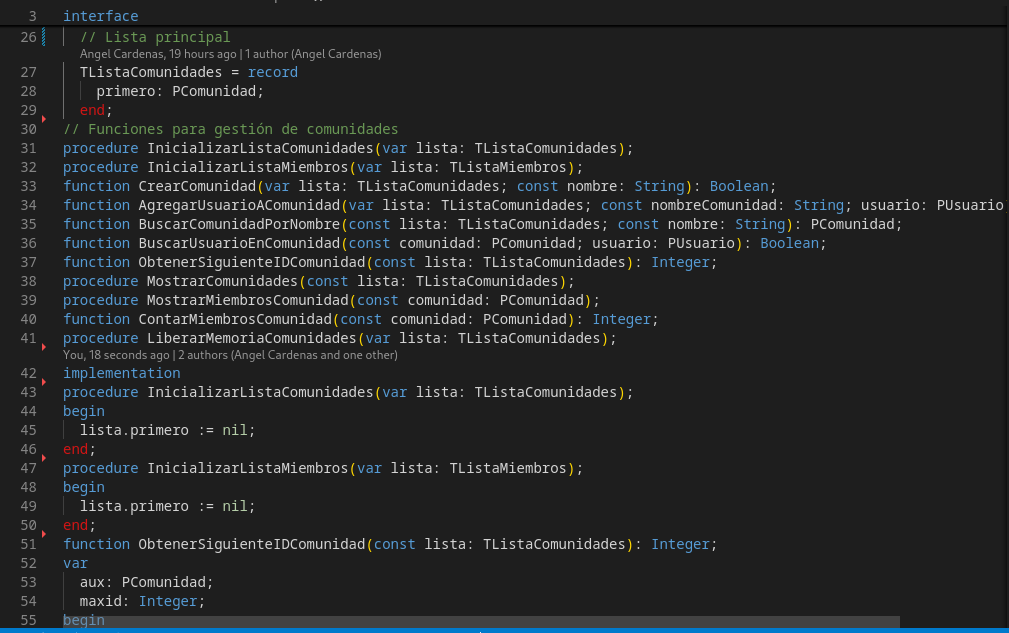 3 interface
26 // Lista principal
Angel Cardenas, 19 hours ago | 1 author (Angel Cardenas)
27 TListaComunidades = record
28 primero: PComunidad;
29 end;
30 // Funciones para gestión de comunidades
31 procedure InicializarListaComunidades(var lista: TListaComunidades);
32 procedure InicializarListaMiembros(var lista: TListaMiembros);
33 function CrearComunidad(var lista: TListaComunidades; const nombre: String): Boolean;
34 function AgregarUsuarioAComunidad(var lista: TListaComunidades; const nombreComunidad: String; usuario: PUsuario
35 function BuscarComunidadPorNombre(const lista: TListaComunidades; const nombre: String): PComunidad;
36 function BuscarUsuarioEnComunidad(const comunidad: PComunidad; usuario: PUsuario): Boolean;
37 function ObtenerSiguienteIDComunidad(const lista: TListaComunidades): Integer;
38 procedure MostrarComunidades(const lista: TListaComunidades);
39 procedure MostrarMiembrosComunidad(const comunidad: PComunidad);
40 function ContarMiembrosComunidad(const comunidad: PComunidad): Integer;
41 procedure LiberarMemoriaComunidades(var lista: TListaComunidades);
You, 18 seconds ago | 2 authors (Angel Cardenas and one other)
42 implementation
43 procedure InicializarListaComunidades(var lista: TListaComunidades);
44 begin
45 lista.primero := nil;
46 end;
47 procedure InicializarListaMiembros(var lista: TListaMiembros);
48 begin
49 lista.primero := nil;
50 end;
51 function ObtenerSiguienteIDComunidad(const lista: TListaComunidades): Integer;
52 var
53 aux: PComunidad;
54 maxid: Integer;
55 begin